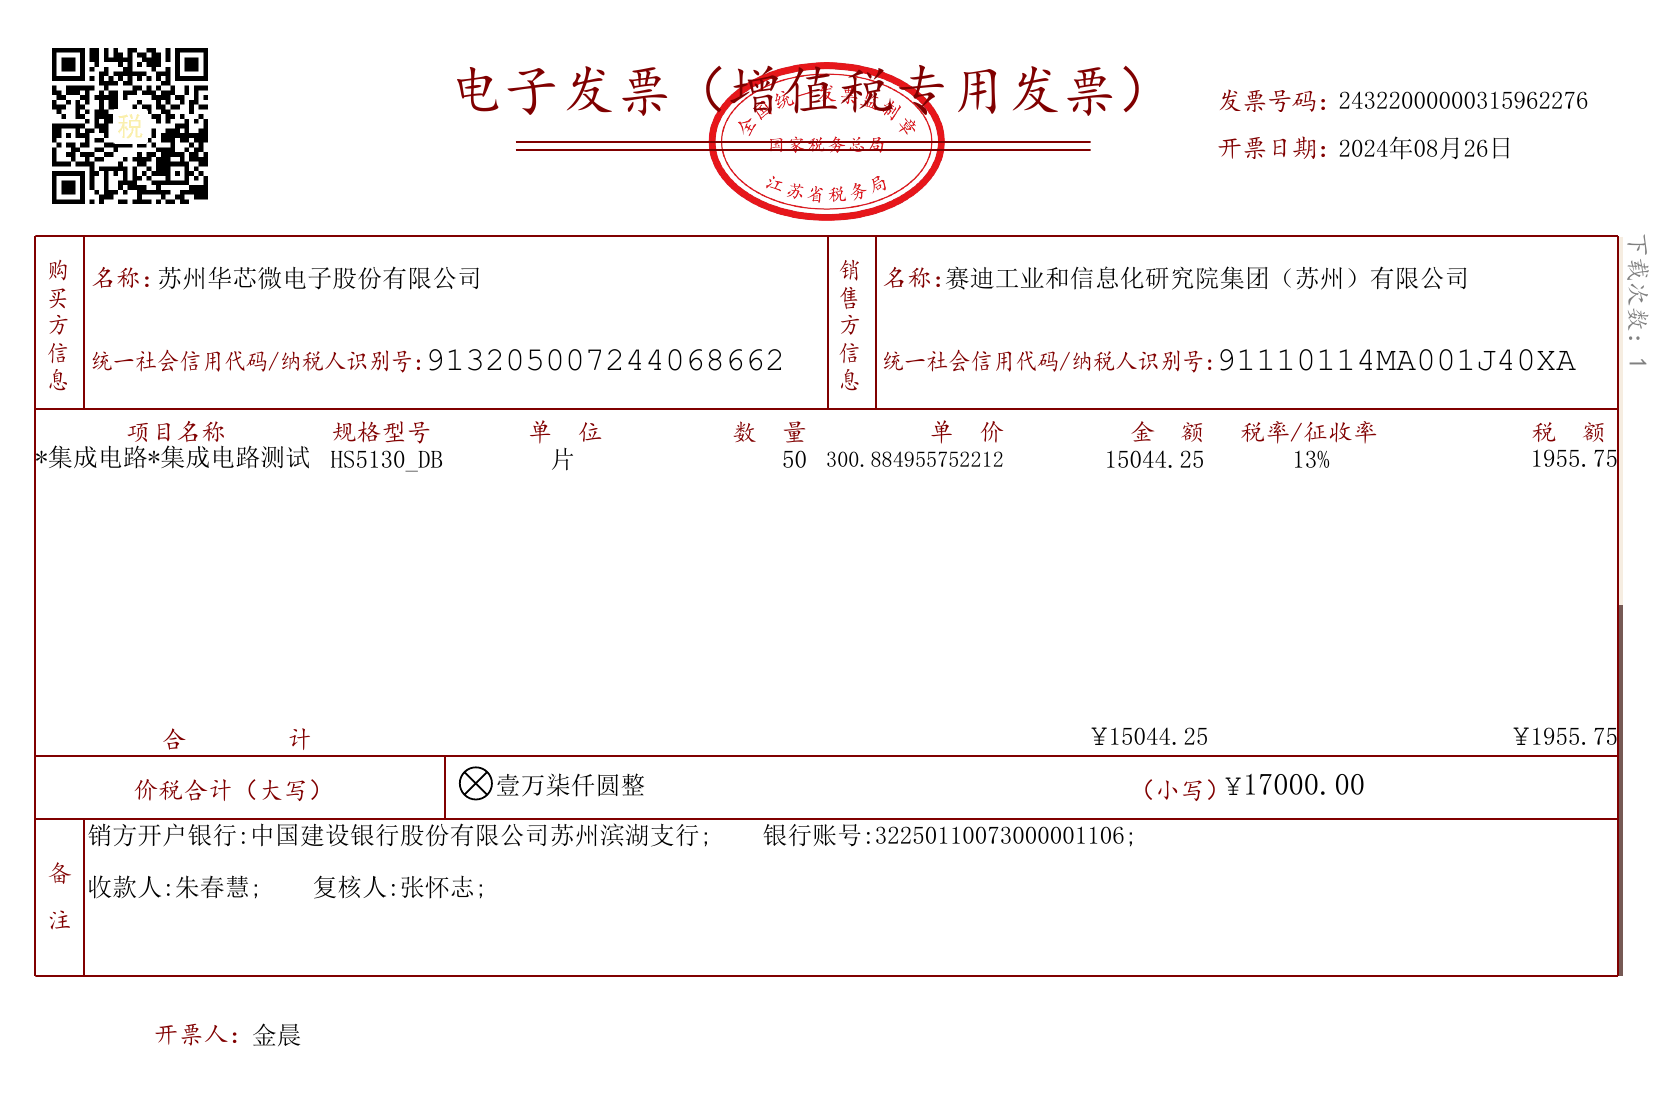 电子发票（增值税专用发票）
税
全国统一发票监制章
国家税务总局
江苏省税务局
发票号码：24322000000315962276
开票日期：2024年08月26日
下载次数：1
购买方信息
名称：苏州华芯微电子股份有限公司
统一社会信用代码/纳税人识别号：913205007244068662
销售方信息
名称：赛迪工业和信息化研究院集团（苏州）有限公司
统一社会信用代码/纳税人识别号：91110114MA001J40XA
项目名称 规格型号 单位 数量 单价 金额 税率/征收率 税额
*集成电路*集成电路测试 HS5130_DB 片 50 300.884955752212 15044.25 13% 1955.75
合计 ¥15044.25 ¥1955.75
价税合计（大写） 壹万柒仟圆整 （小写）¥17000.00
备注
销方开户银行:中国建设银行股份有限公司苏州滨湖支行; 银行账号:32250110073000001106;
收款人:朱春慧; 复核人:张怀志;
开票人：金晨